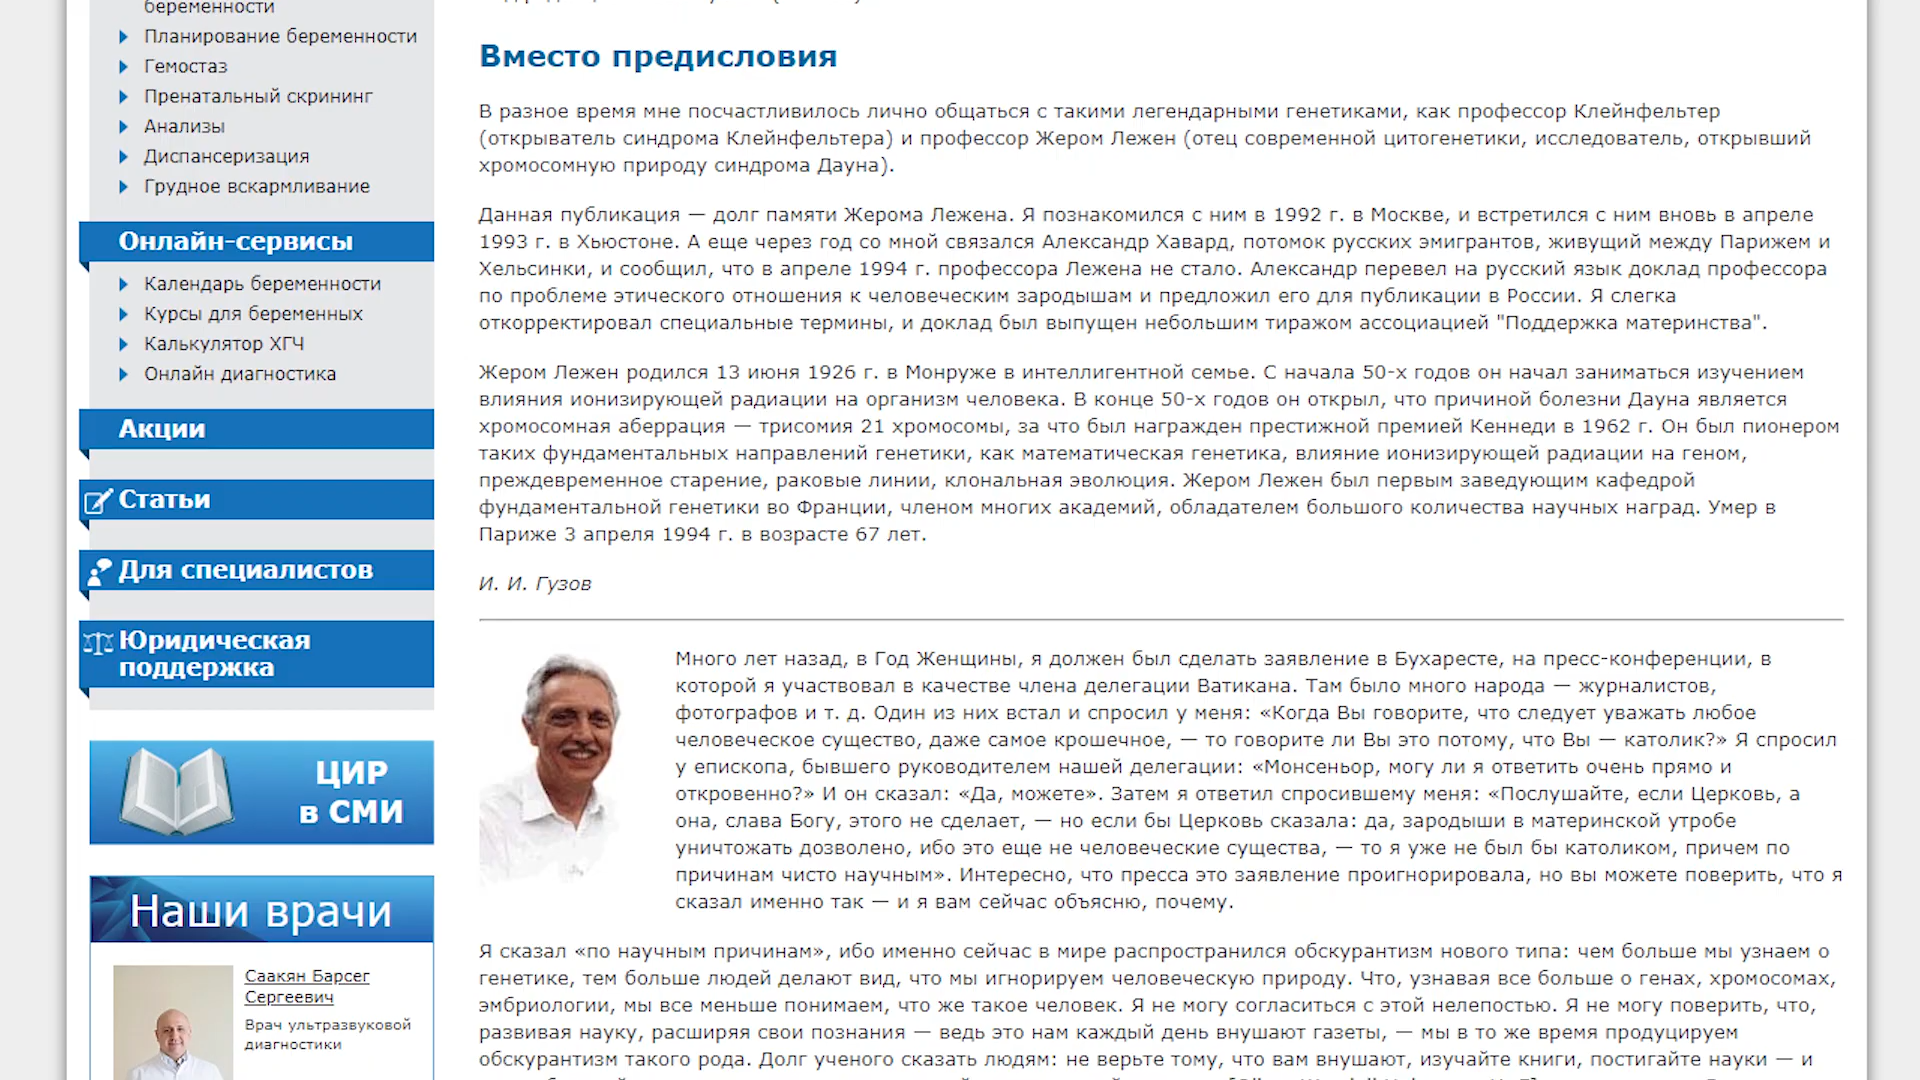 беременности
Планирование беременности
Гемостаз
Пренатальный скрининг
Анализы
Диспансеризация
Грудное вскармливание
Онлайн-сервисы
Календарь беременности
Курсы для беременных
Калькулятор ХГЧ
Онлайн диагностика
Акции
Статьи
Для специалистов
Юридическая
поддержка
ЦИР
в СМИ
Наши врачи
Саакян Барсег
Сергеевич
Врач ультразвуковой
диагностики
Вместо предисловия
В разное время мне посчастливилось лично общаться с такими легендарными генетиками, как профессор Клейнфельтер
(открыватель синдрома Клейнфельтера) и профессор Жером Лежен (отец современной цитогенетики, исследователь, открывший
хромосомную природу синдрома Дауна).
Данная публикация — долг памяти Жерома Лежена. Я познакомился с ним в 1992 г. в Москве, и встретился с ним вновь в апреле
1993 г. в Хьюстоне. А еще через год со мной связался Александр Хавард, потомок русских эмигрантов, живущий между Парижем и
Хельсинки, и сообщил, что в апреле 1994 г. профессора Лежена не стало. Александр перевел на русский язык доклад профессора
по проблеме этического отношения к человеческим зародышам и предложил его для публикации в России. Я слегка
откорректировал специальные термины, и доклад был выпущен небольшим тиражом ассоциацией "Поддержка материнства".
Жером Лежен родился 13 июня 1926 г. в Монруже в интеллигентной семье. С начала 50-х годов он начал заниматься изучением
влияния ионизирующей радиации на организм человека. В конце 50-х годов он открыл, что причиной болезни Дауна является
хромосомная аберрация — трисомия 21 хромосомы, за что был награжден престижной премией Кеннеди в 1962 г. Он был пионером
таких фундаментальных направлений генетики, как математическая генетика, влияние ионизирующей радиации на геном,
преждевременное старение, раковые линии, клональная эволюция. Жером Лежен был первым заведующим кафедрой
фундаментальной генетики во Франции, членом многих академий, обладателем большого количества научных наград. Умер в
Париже 3 апреля 1994 г. в возрасте 67 лет.
И. И. Гузов
Много лет назад, в Год Женщины, я должен был сделать заявление в Бухаресте, на пресс-конференции, в
которой я участвовал в качестве члена делегации Ватикана. Там было много народа — журналистов,
фотографов и т. д. Один из них встал и спросил у меня: «Когда Вы говорите, что следует уважать любое
человеческое существо, даже самое крошечное, — то говорите ли Вы это потому, что Вы — католик?» Я спросил
у епископа, бывшего руководителем нашей делегации: «Монсеньор, могу ли я ответить очень прямо и
откровенно?» И он сказал: «Да, можете». Затем я ответил спросившему меня: «Послушайте, если Церковь, а
она, слава Богу, этого не сделает, — но если бы Церковь сказала: да, зародыши в материнской утробе
уничтожать дозволено, ибо это еще не человеческие существа, — то я уже не был бы католиком, причем по
причинам чисто научным». Интересно, что пресса это заявление проигнорировала, но вы можете поверить, что я
сказал именно так — и я вам сейчас объясню, почему.
Я сказал «по научным причинам», ибо именно сейчас в мире распространился обскурантизм нового типа: чем больше мы узнаем о
генетике, тем больше людей делают вид, что мы игнорируем человеческую природу. Что, узнавая все больше о генах, хромосомах,
эмбриологии, мы все меньше понимаем, что же такое человек. Я не могу согласиться с этой нелепостью. Я не могу поверить, что,
развивая науку, расширяя свои познания — ведь это нам каждый день внушают газеты, — мы в то же время продуцируем
обскурантизм такого рода. Долг ученого сказать людям: не верьте тому, что вам внушают, изучайте книги, постигайте науки — и